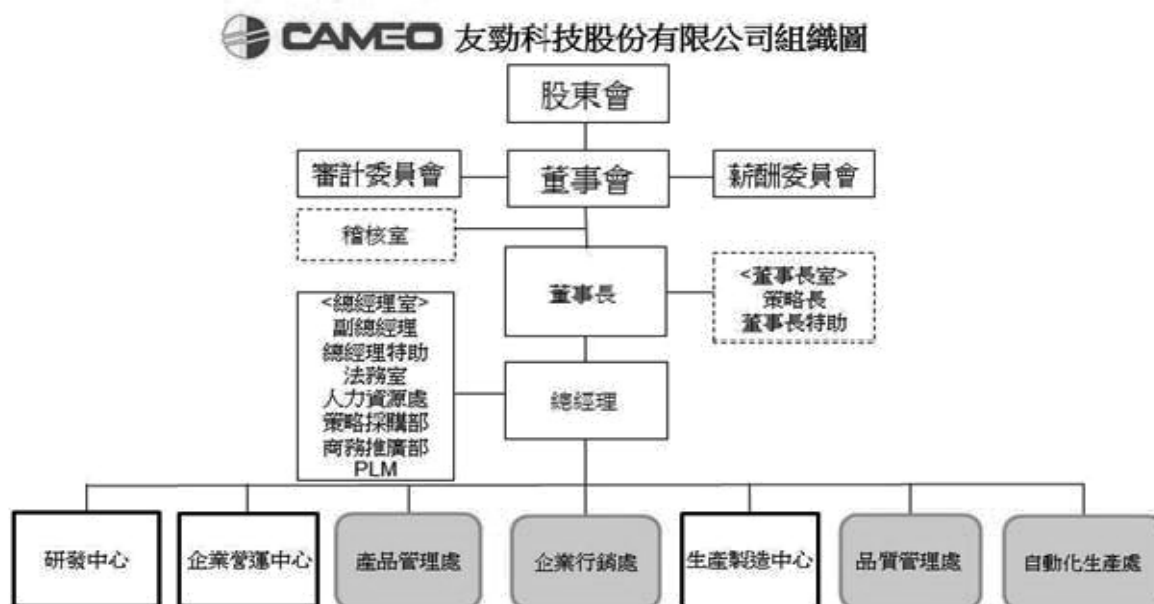 CAMEO 友勁科技股份有限公司組織圖
股東會
審計委員會
董事會
薪酬委員會
稽核室
董事長
<董事長室>
策略長
董事長特助
<總經理室>
副總經理
總經理特助
法務室
人力資源處
策略採購部
商務推廣部
PLM
總經理
研發中心
企業營運中心
產品管理處
企業行銷處
生產製造中心
品質管理處
自動化生產處